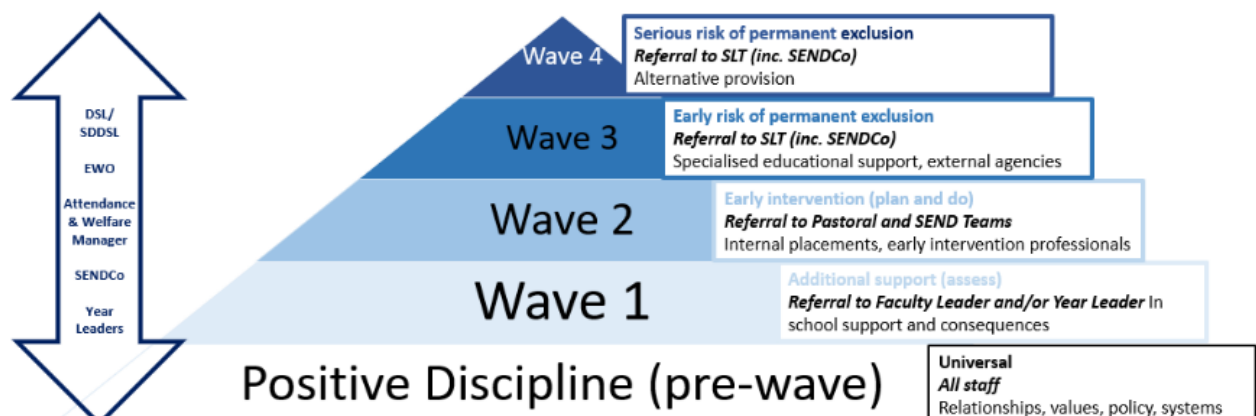 DSL/
SDDSL
EWO
Attendance
& Welfare
Manager
SENDCo
Year
Leaders
Wave 4
Serious risk of permanent exclusion
Referral to SLT (inc. SENDCo)
Alternative provision
Wave 3
Early risk of permanent exclusion
Referral to SLT (inc. SENDCo)
Specialised educational support, external agencies
Wave 2
Early intervention (plan and do)
Referral to Pastoral and SEND Teams
Internal placements, early intervention professionals
Wave 1
Additional support (assess)
Referral to Faculty Leader and/or Year Leader In
school support and consequences
Positive Discipline (pre-wave)
Universal
All staff
Relationships, values, policy, systems